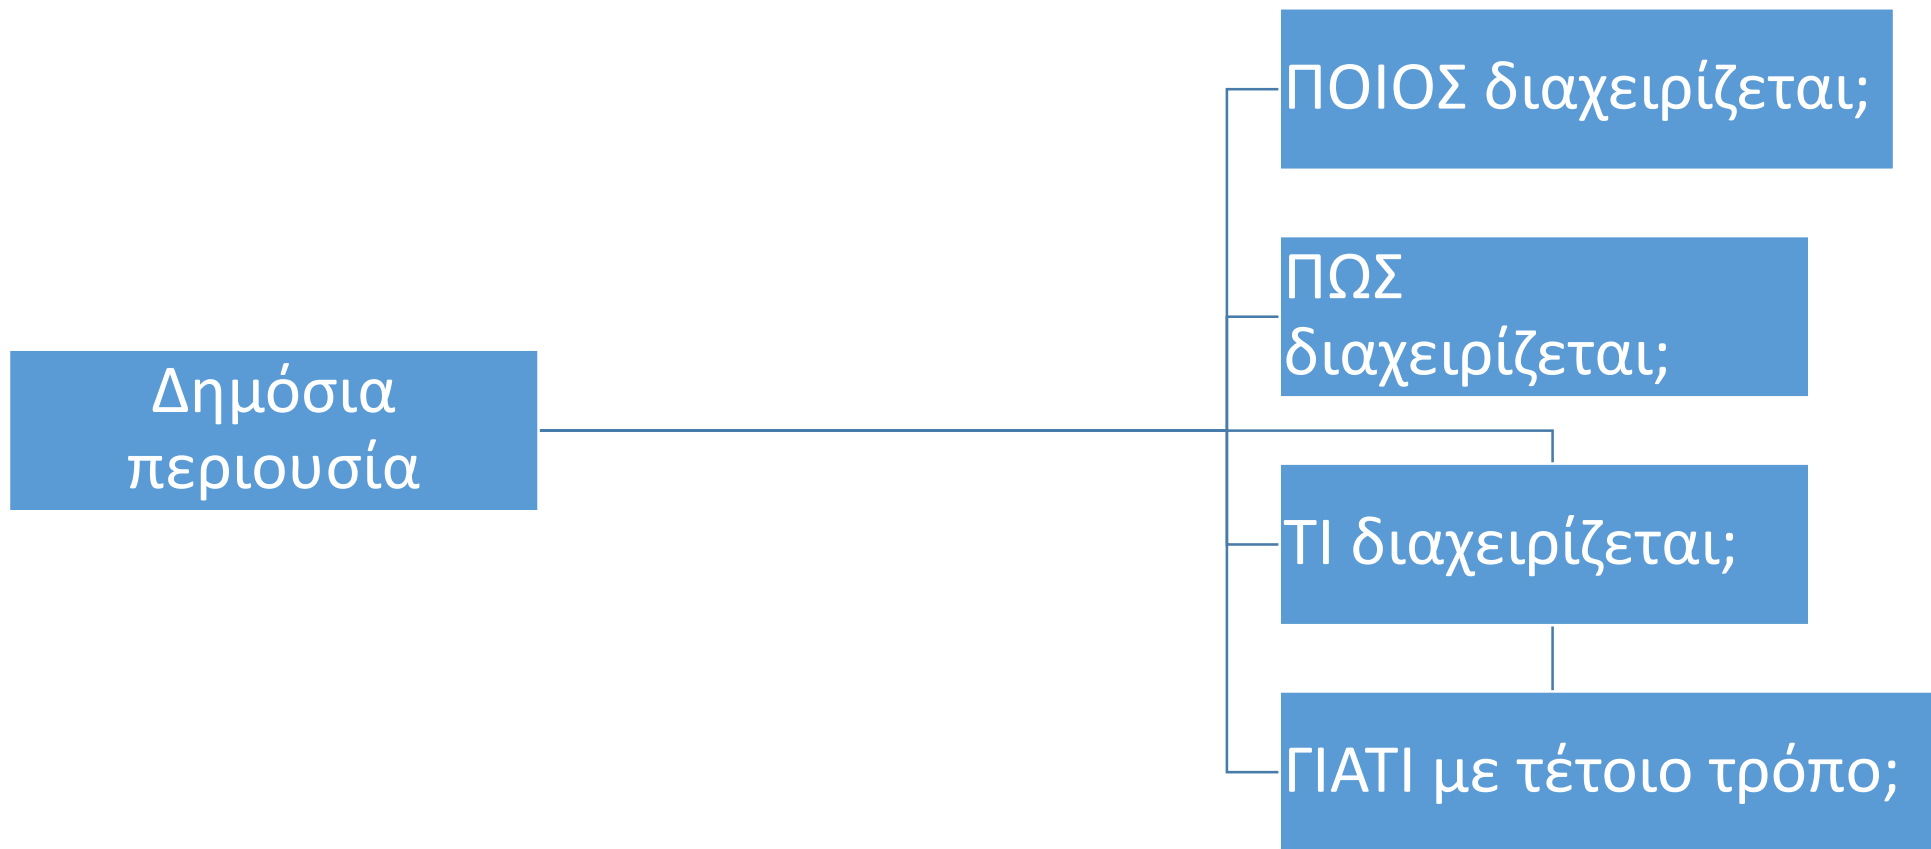 Δημόσια
περιουσία
ΠΟΙΟΣ διαχειρίζεται;
ΠΩΣ
διαχειρίζεται;
ΤΙ διαχειρίζεται;
ΓΙΑΤΙ με τέτοιο τρόπο;